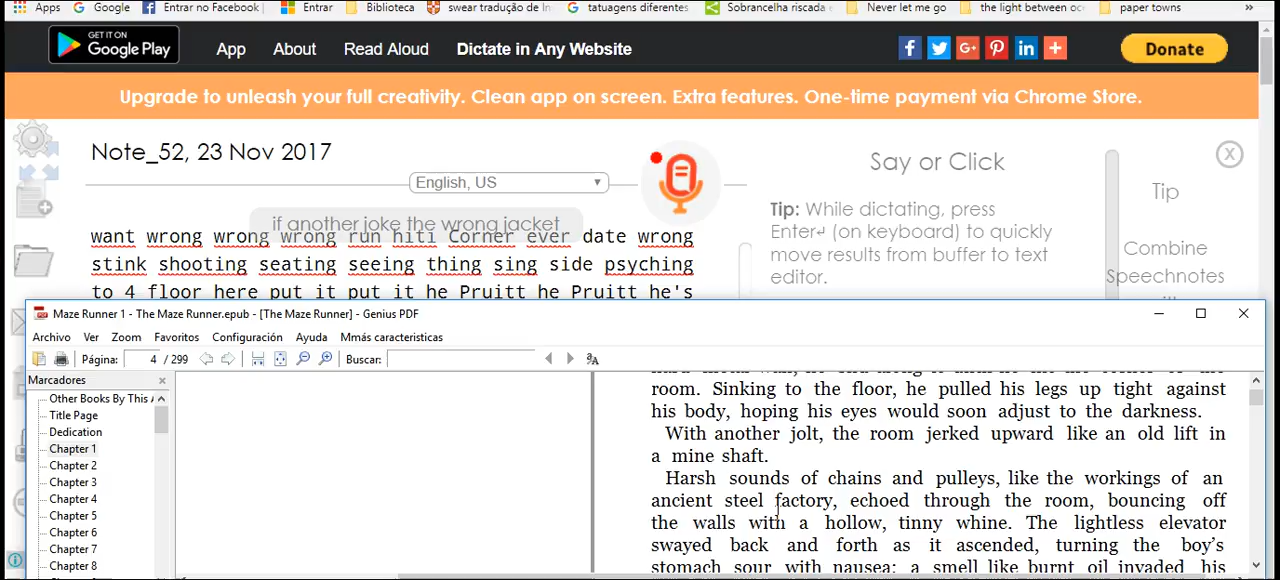 Apps Google Entrar no Facebook Entrar Biblioteca swear tradução de In tatuagens diferentes Sobrancelha riscada Never let me go the light between oc paper towns »
GET IT ON
Google Play
App About Read Aloud Dictate in Any Website
Donate
Upgrade to unleash your full creativity. Clean app on screen. Extra features. One-time payment via Chrome Store.
Note_52, 23 Nov 2017
English, US
if another joke the wrong jacket
want wrong wrong wrong run hiti Corner ever date wrong
stink shooting seating seeing thing sing side psyching
to 4 floor here put it put it he Pruitt he Pruitt he's
Say or Click
Tip: While dictating, press
Enter↵ (on keyboard) to quickly
move results from buffer to text
editor.
X
Tip
Combine
Speechnotes
Maze Runner 1 - The Maze Runner.epub - [The Maze Runner] - Genius PDF
Archivo Ver Zoom Favoritos Configuración Ayuda Mmás características
Página: 4 / 299 Buscar:
Marcadores
Other Books By This A
Title Page
Dedication
Chapter 1
Chapter 2
Chapter 3
Chapter 4
Chapter 5
Chapter 6
Chapter 7
Chapter 8
room. Sinking to the floor, he pulled his legs up tight against
his body, hoping his eyes would soon adjust to the darkness.
With another jolt, the room jerked upward like an old lift in
a mine shaft.
Harsh sounds of chains and pulleys, like the workings of an
ancient steel factory, echoed through the room, bouncing off
the walls with a hollow, tinny whine. The lightless elevator
swayed back and forth as it ascended, turning the boy's
stomach sour with nausea; a smell like burnt oil invaded his